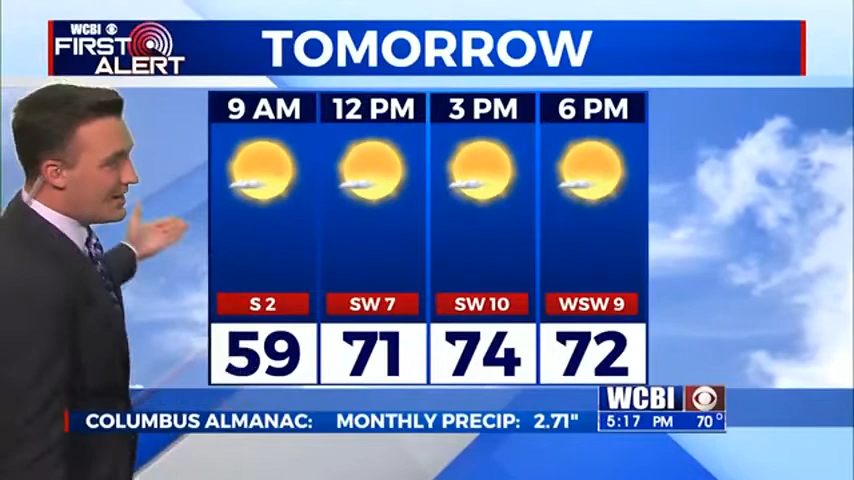 WCBI
FIRST
ALERT
TOMORROW
9 AM 12 PM 3 PM 6 PM
S 2 SW 7 SW 10 WSW 9
59 71 74 72
WCBI
5:17 PM 70°
COLUMBUS ALMANAC: MONTHLY PRECIP: 2.71"